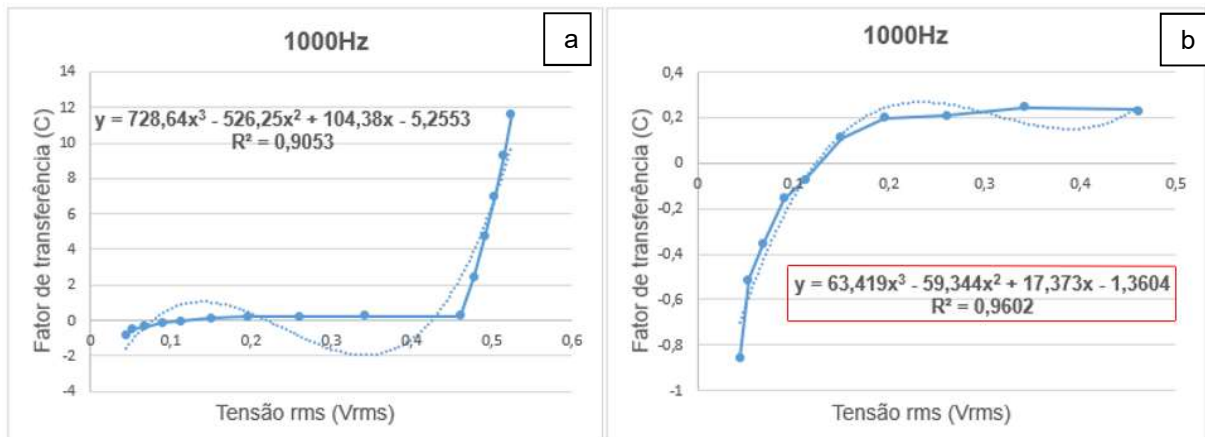 1000Hz
a
14
12
10
8
6
4
2
0
-2
-4
y = 728,64x³ - 526,25x² + 104,38x - 5,2553
R² = 0,9053
0 0,1 0,2 0,3 0,4 0,5 0,6
Fator de transferência (C)
Tensão rms (Vrms)
1000Hz
b
0,4
0,2
0
-0,2
-0,4
-0,6
-0,8
-1
0 0,1 0,2 0,3 0,4 0,5
y = 63,419x³ - 59,344x² + 17,373x - 1,3604
R² = 0,9602
Fator de transferência (C)
Tensão rms (Vrms)